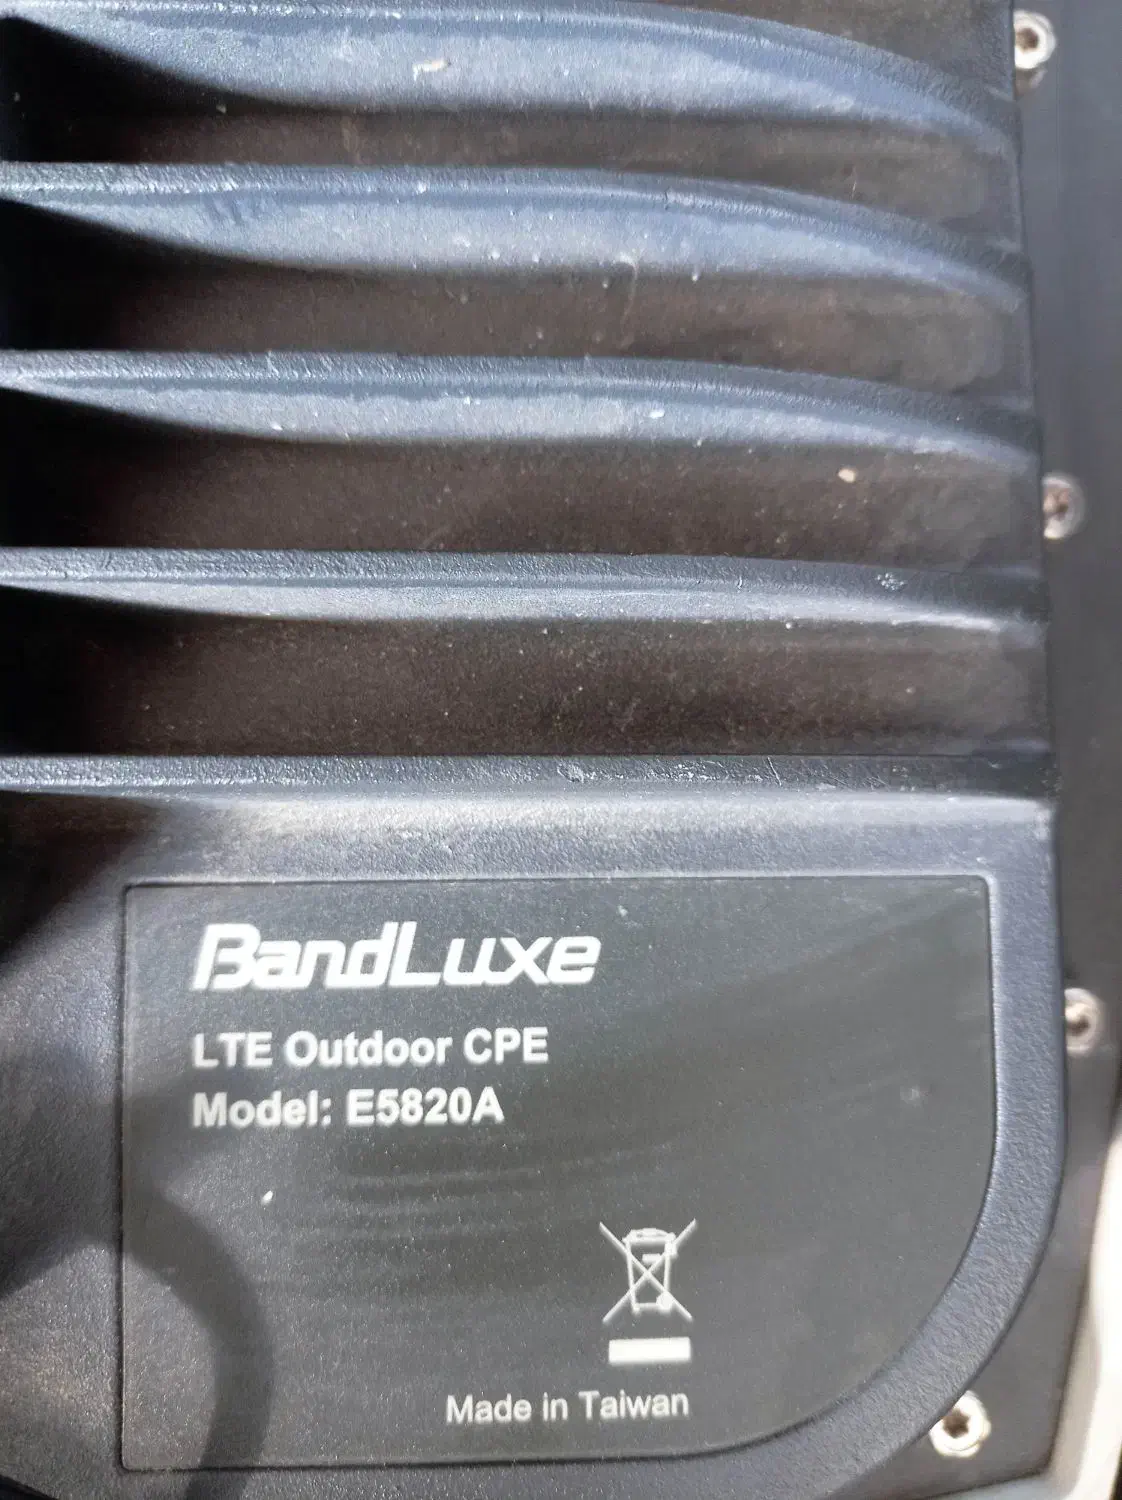 BandLuxe
LTE Outdoor CPE
Model: E5820A
Made in Taiwan